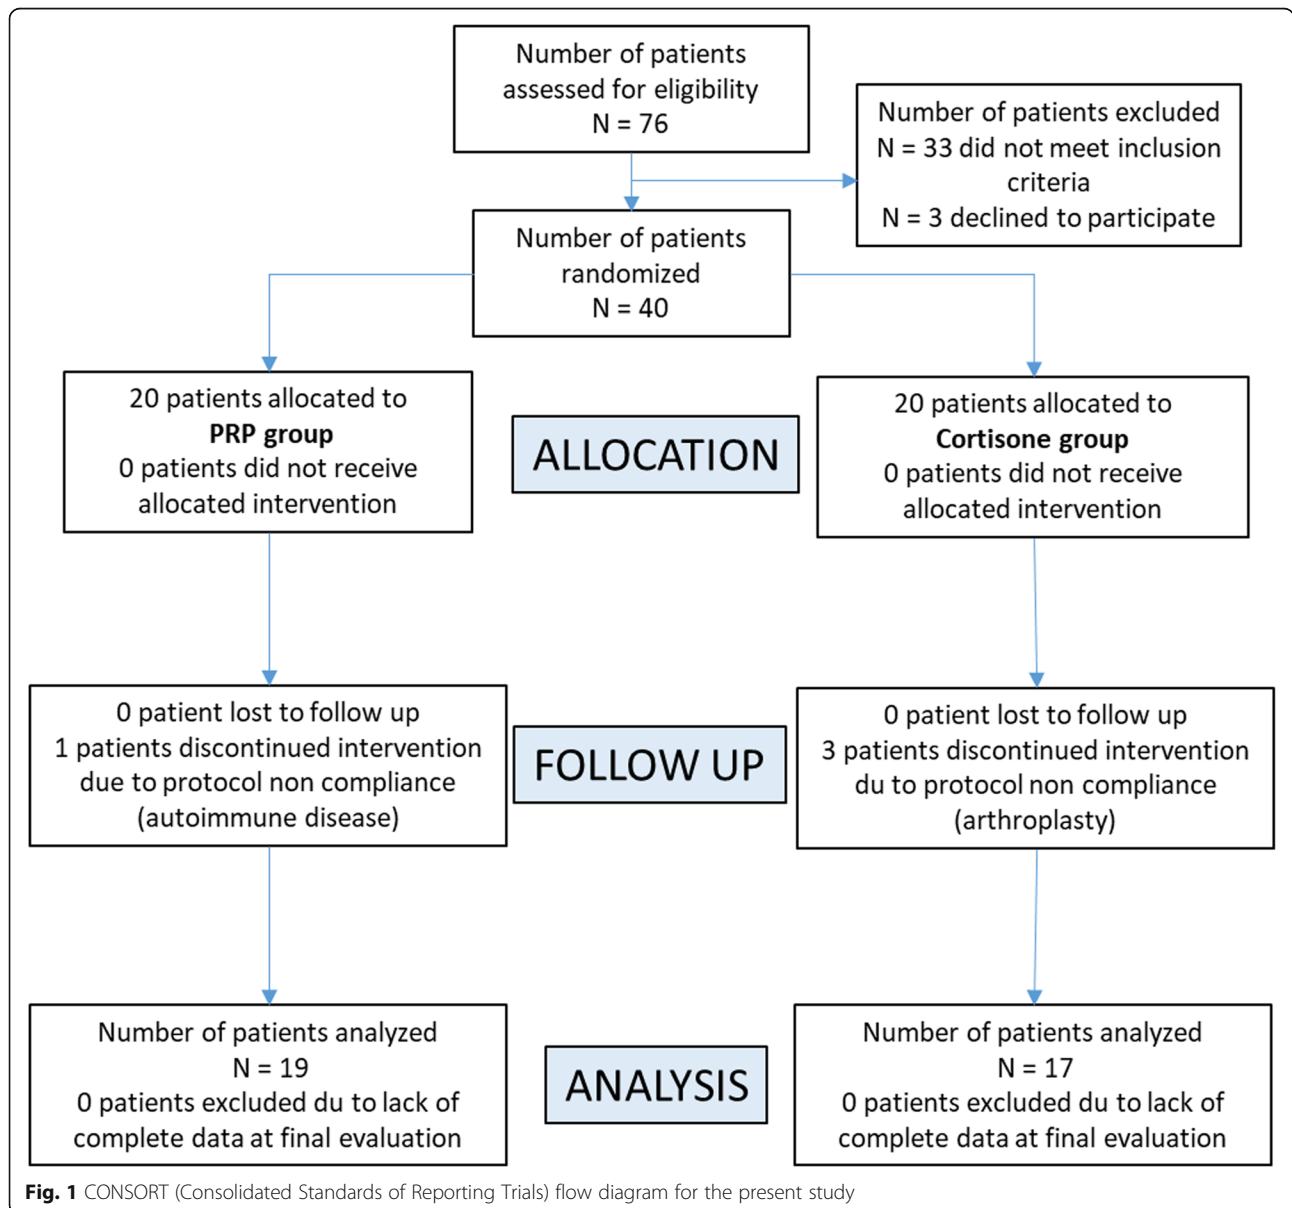 Number of patients
assessed for eligibility
N = 76
Number of patients excluded
N = 33 did not meet inclusion
criteria
N = 3 declined to participate
Number of patients
randomized
N = 40
20 patients allocated to
PRP group
0 patients did not receive
allocated intervention
ALLOCATION
20 patients allocated to
Cortisone group
0 patients did not receive
allocated intervention
0 patient lost to follow up
1 patients discontinued intervention
due to protocol non compliance
(autoimmune disease)
FOLLOW UP
0 patient lost to follow up
3 patients discontinued intervention
du to protocol non compliance
(arthroplasty)
Number of patients analyzed
N = 19
0 patients excluded du to lack of
complete data at final evaluation
ANALYSIS
Number of patients analyzed
N = 17
0 patients excluded du to lack of
complete data at final evaluation
Fig. 1 CONSORT (Consolidated Standards of Reporting Trials) flow diagram for the present study